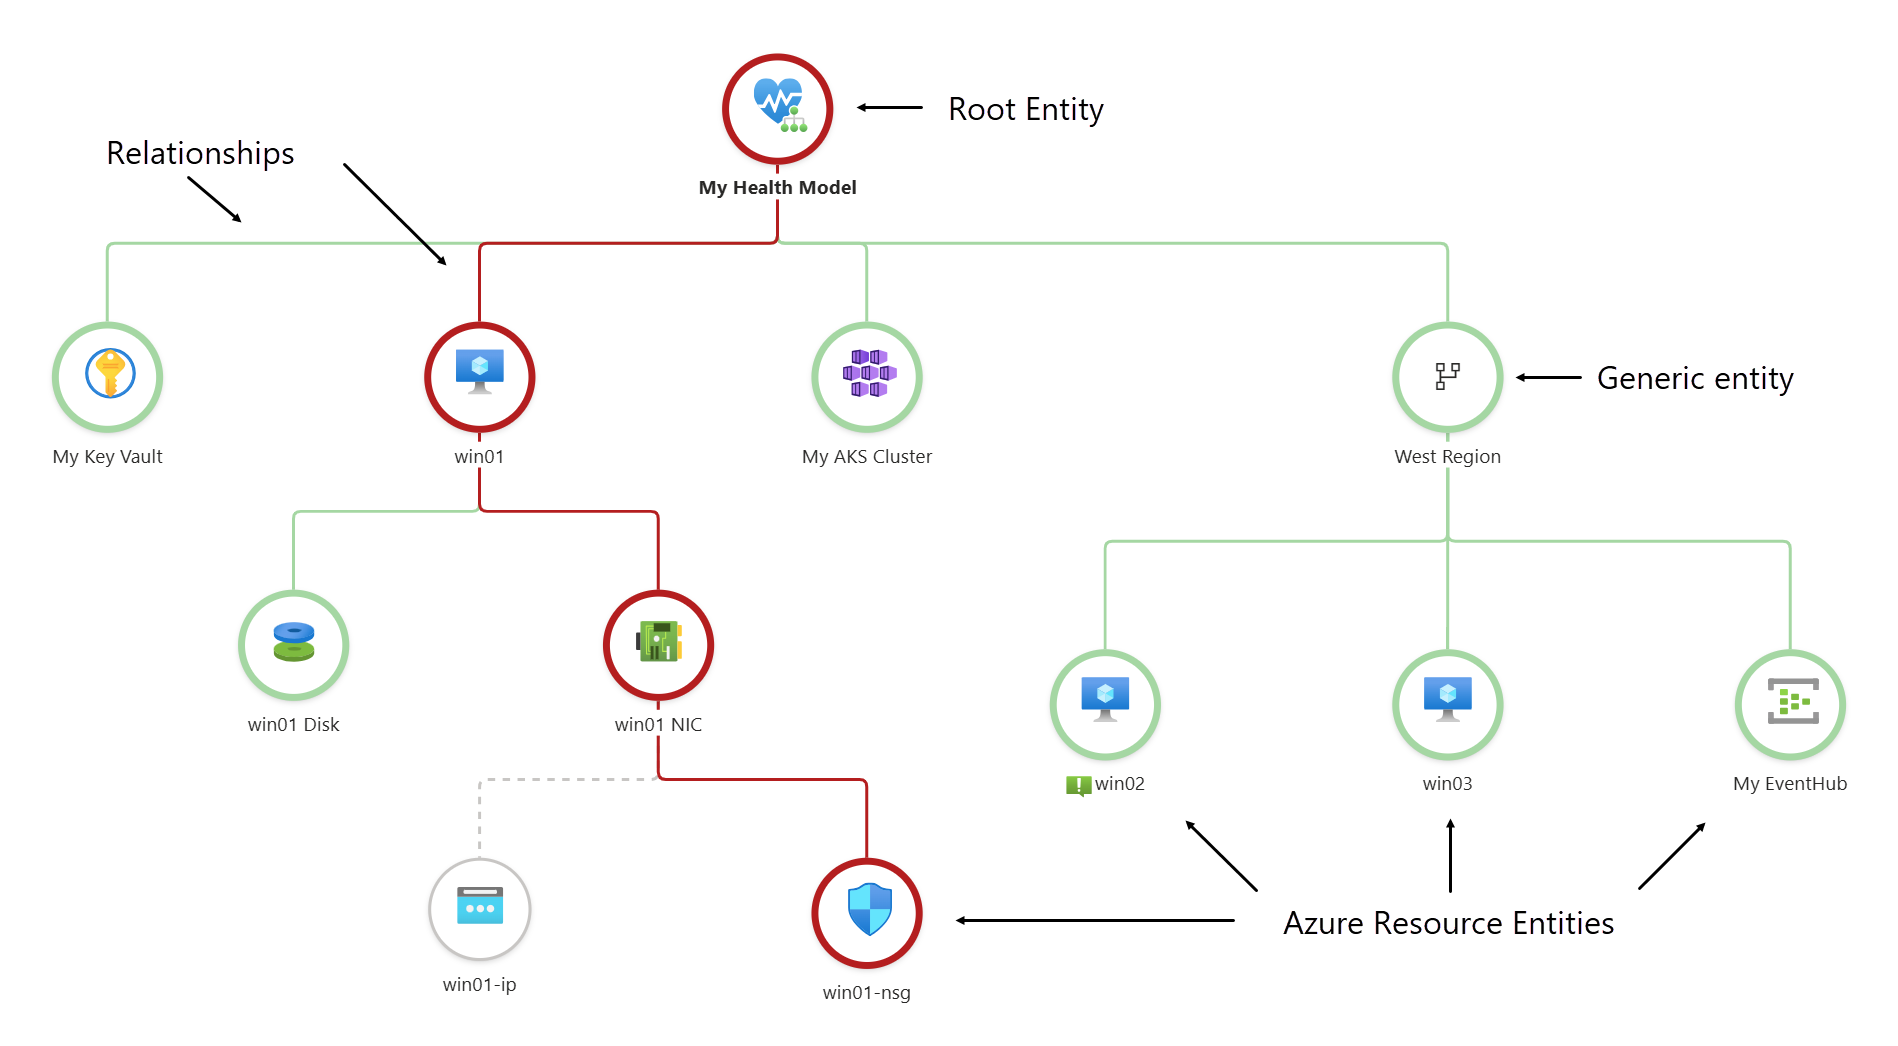 Root Entity
Relationships
My Health Model
My Key Vault
win01
My AKS Cluster
West Region
Generic entity
win01 Disk
win01 NIC
win02
win03
My EventHub
win01-ip
win01-nsg
Azure Resource Entities